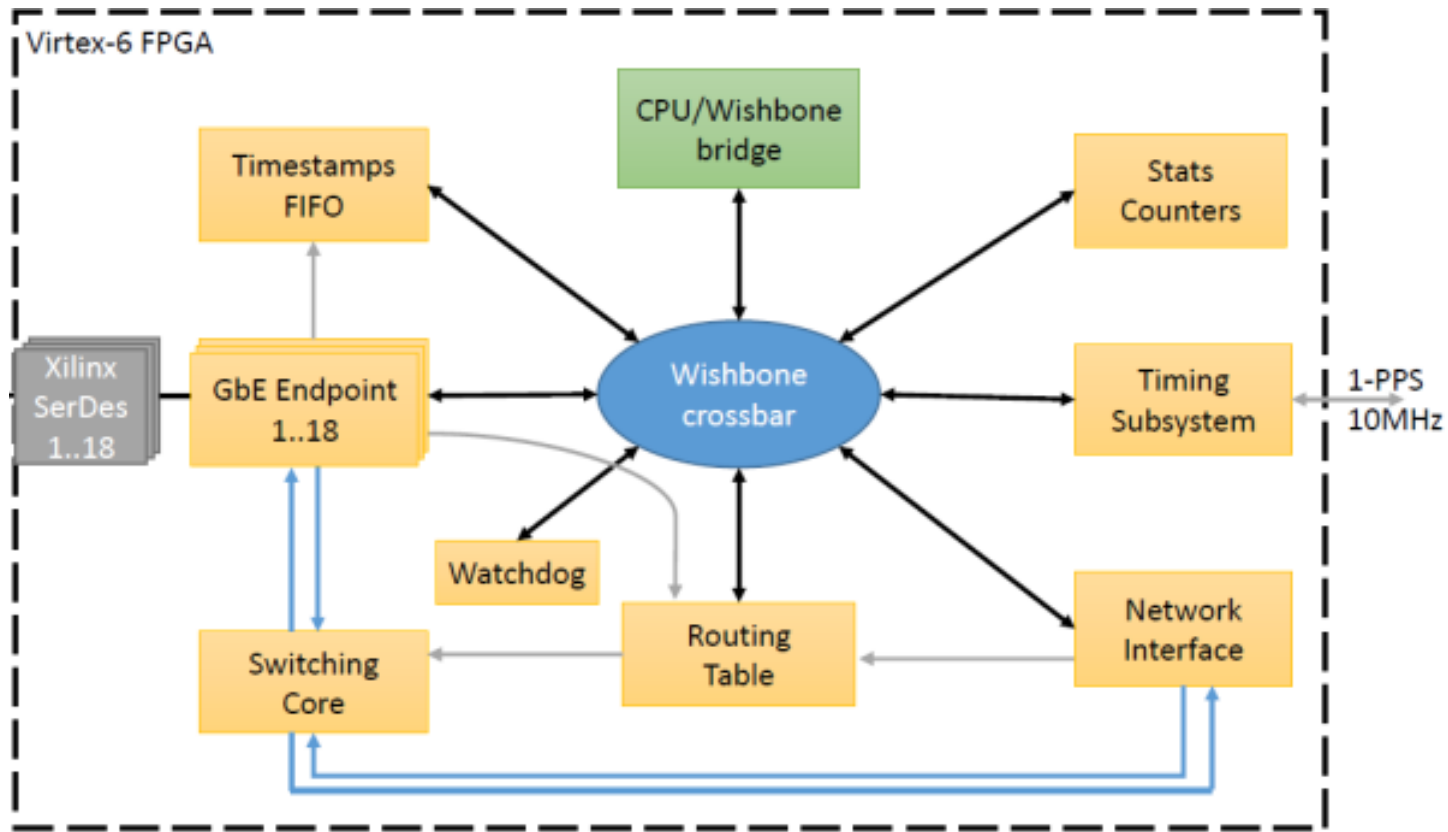 Virtex-6 FPGA
CPU/Wishbone
bridge
Timestamps
FIFO
Stats
Counters
Xilinx
SerDes
1..18
GbE Endpoint
1..18
Wishbone
crossbar
Timing
Subsystem
1-PPS
10MHz
Watchdog
Switching
Core
Routing
Table
Network
Interface